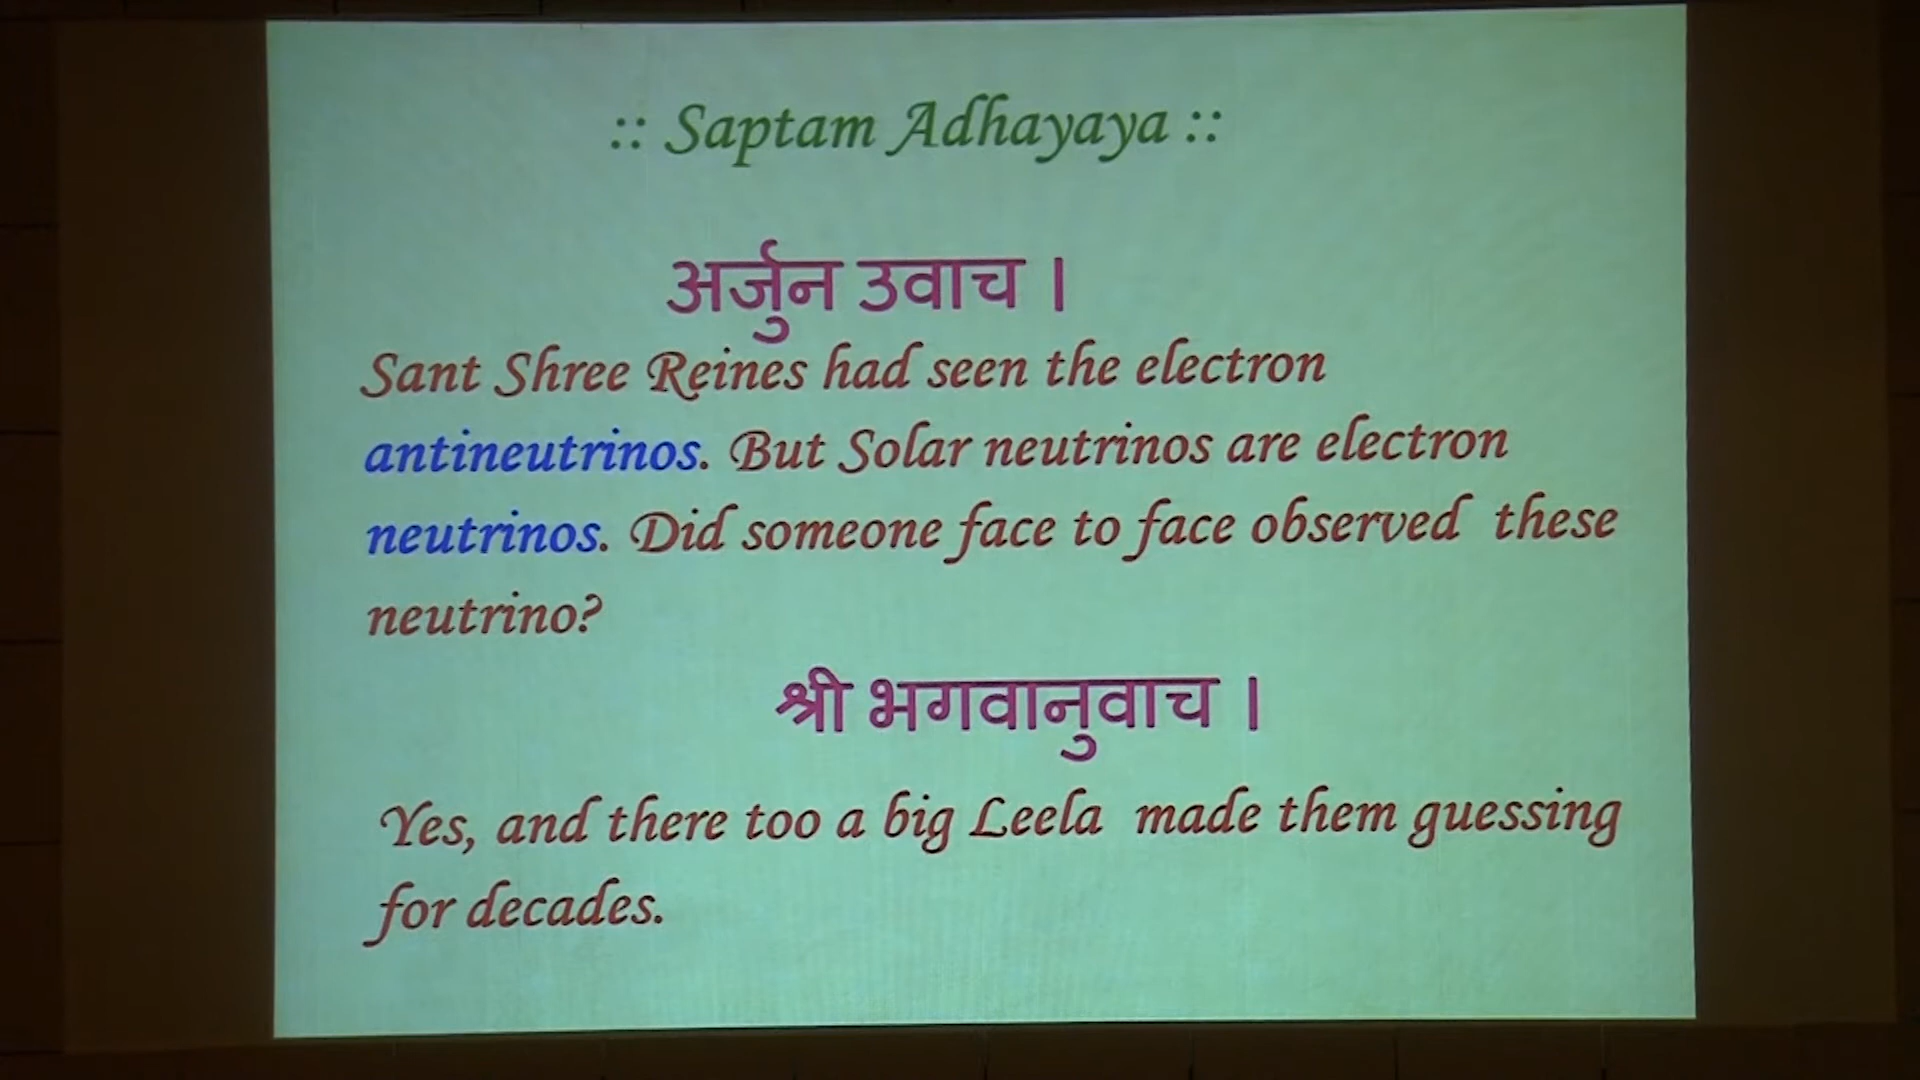 :: Saptam Adhayaya ::
अर्जुन उवाच ।
Sant Shree Reines had seen the electron
antineutrinos. But Solar neutrinos are electron
neutrinos. Did someone face to face observed these
neutrino?
श्री भगवानुवाच ।
Yes, and there too a big Leela made them guessing
for decades.